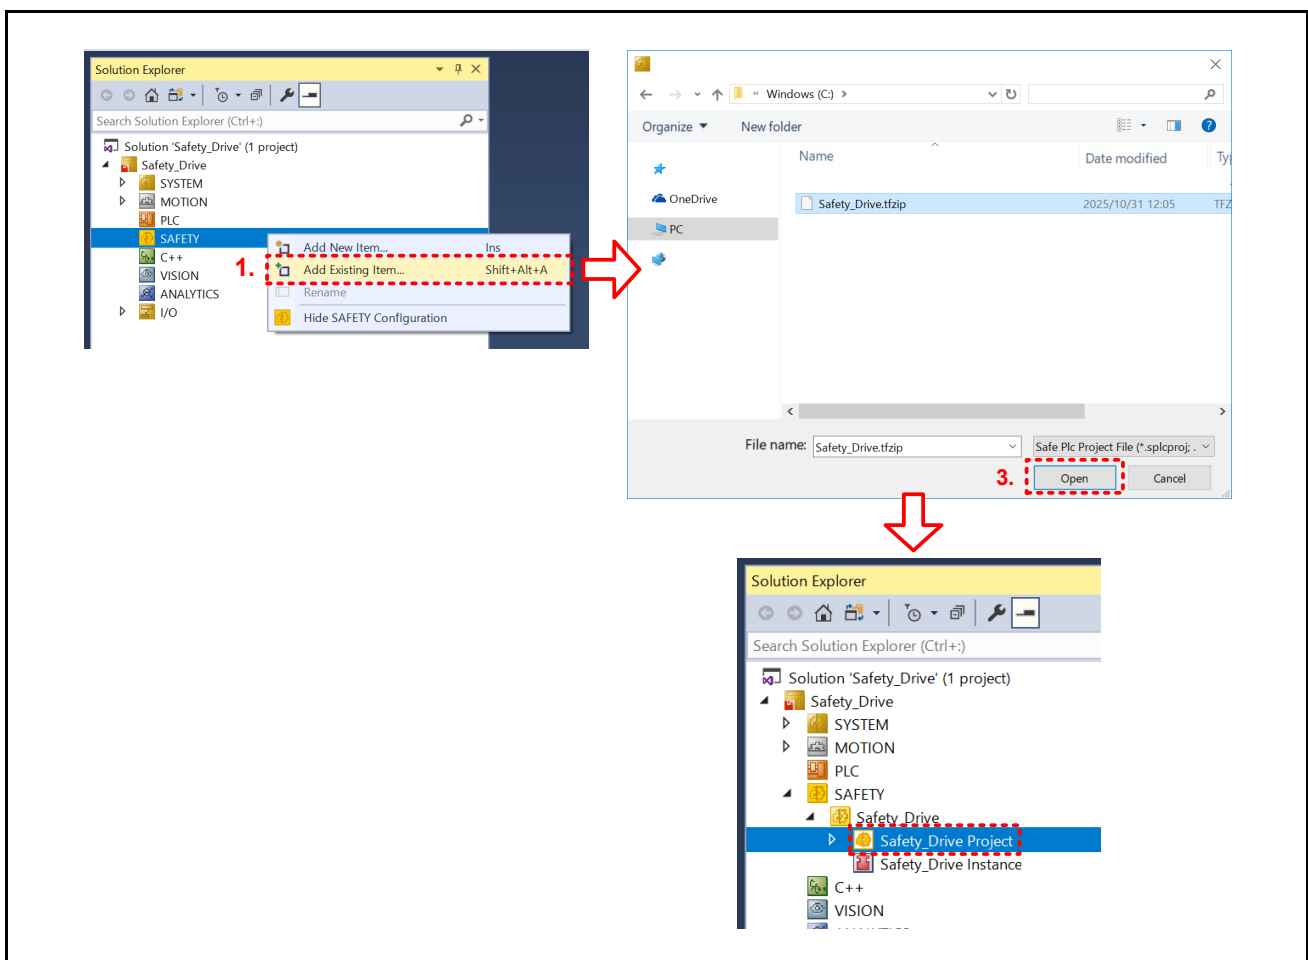 Solution Explorer
Search Solution Explorer (Ctrl+:)
Solution 'Safety_Drive' (1 project)
Safety_Drive
SYSTEM
MOTION
PLC
SAFETY
C++
VISION
ANALYTICS
I/O
1.
Add New Item... Ins
Add Existing Item... Shift+Alt+A
Rename
Hide SAFETY Configuration
« Windows (C:) >
Organize New folder
Name Date modified
OneDrive
PC
Safety_Drive.tfzip 2025/10/31 12:05 TFZ
File name: Safety_Drive.tfzip Safe Plc Project File (*.splcproj; .
3. Open Cancel
Solution Explorer
Search Solution Explorer (Ctrl+:)
Solution 'Safety_Drive' (1 project)
Safety_Drive
SYSTEM
MOTION
PLC
SAFETY
Safety_Drive
Safety_Drive Project
Safety_Drive Instance
C++
VISION